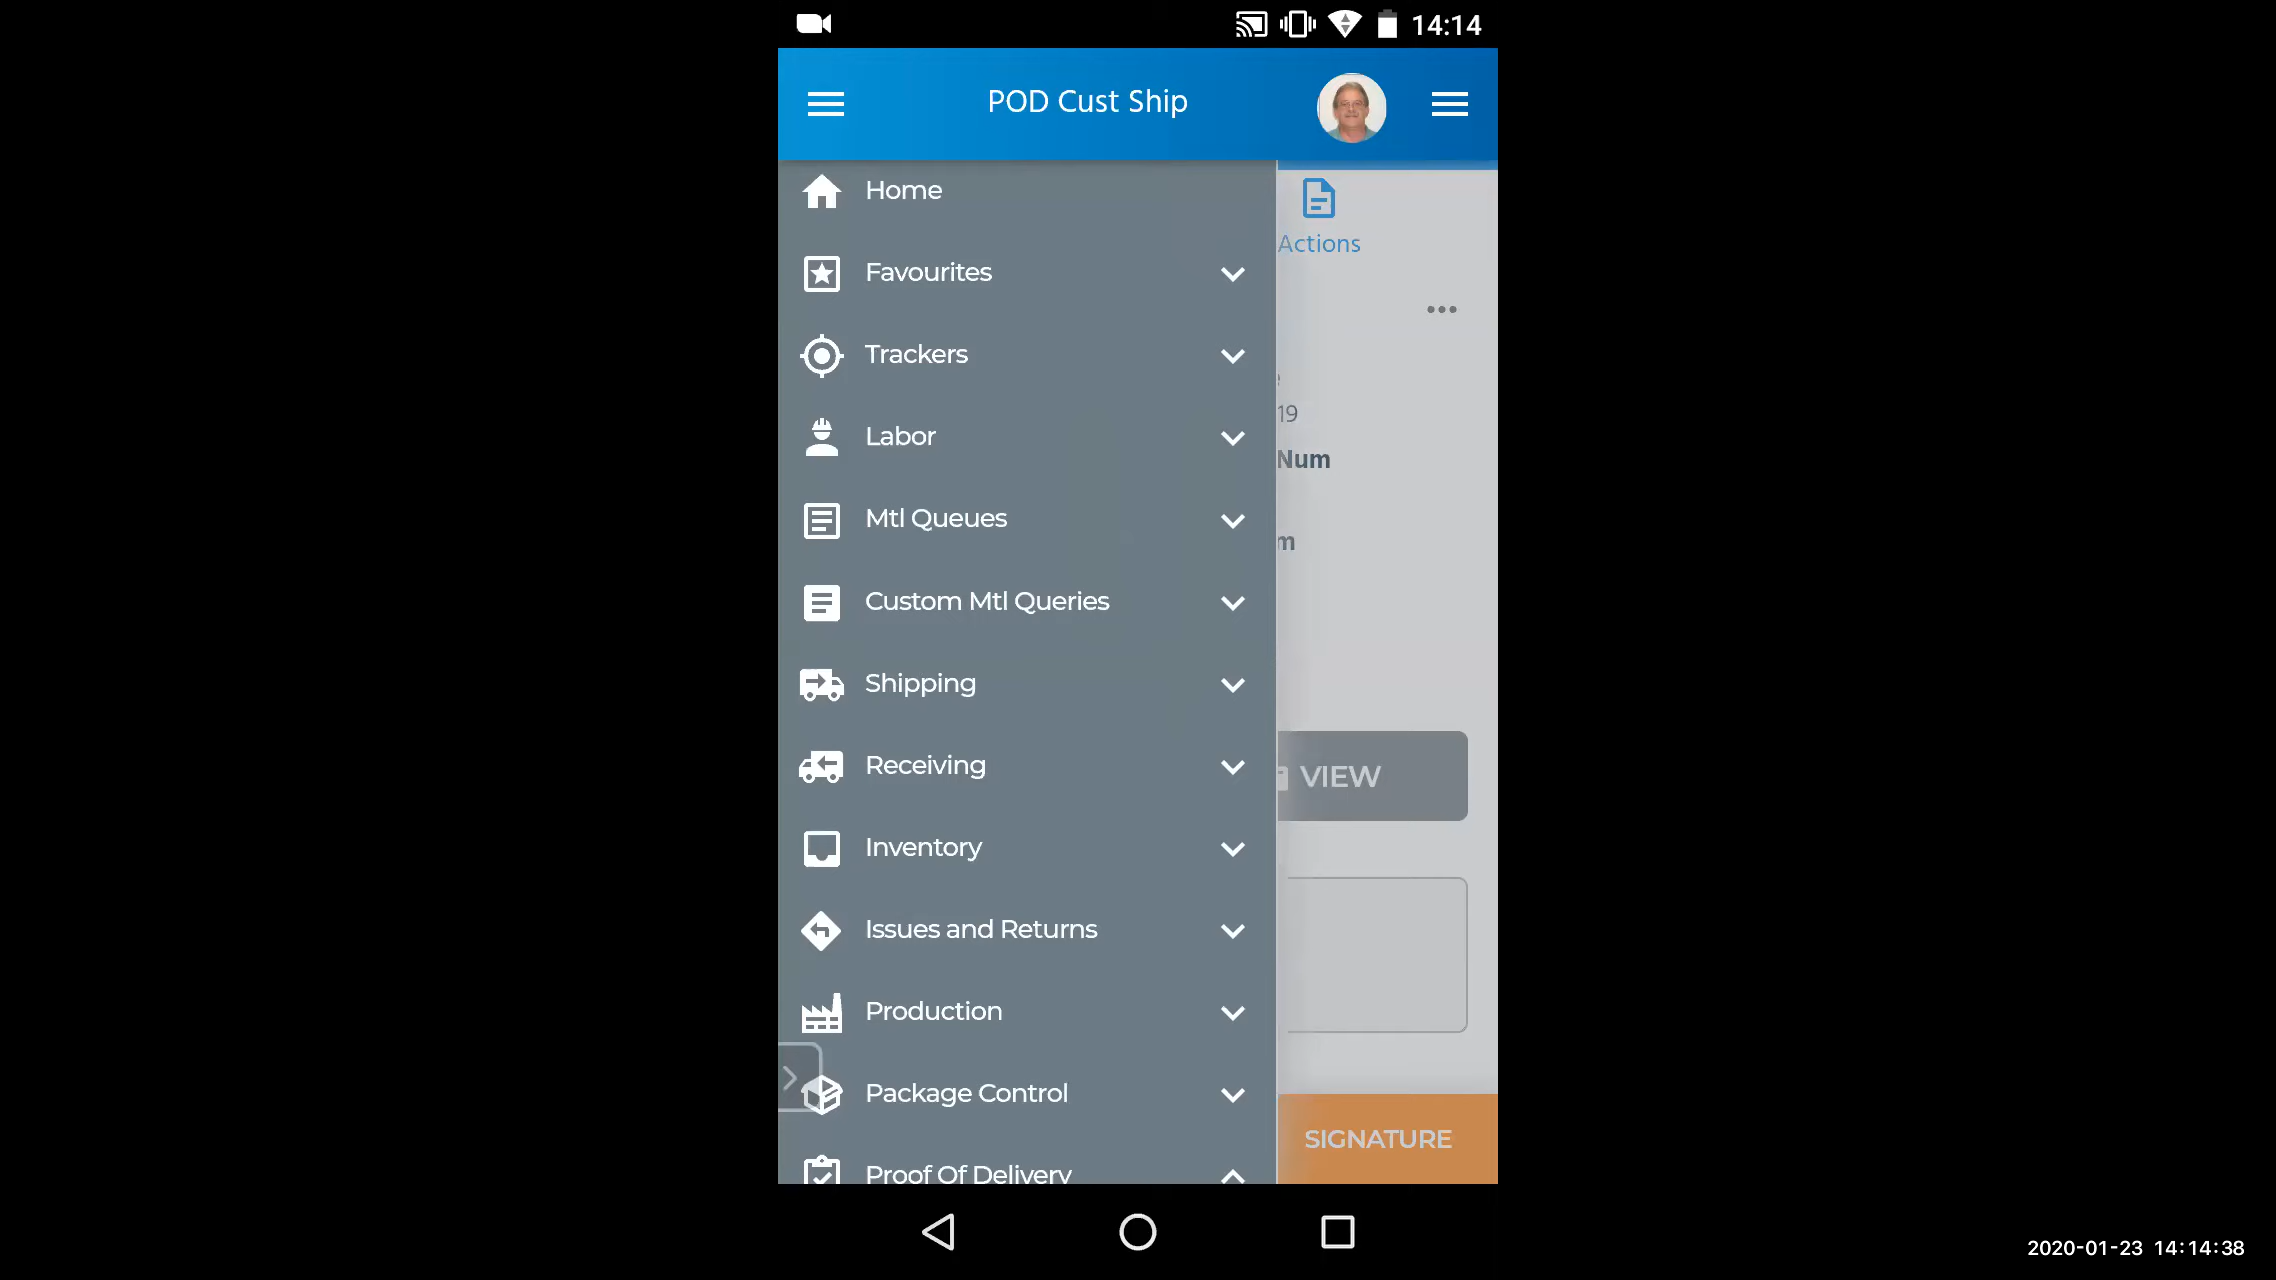 14:14
POD Cust Ship
Home
Actions
Favourites
Trackers
19
Labor
Num
Mtl Queues
m
Custom Mtl Queries
Shipping
Receiving
VIEW
Inventory
Issues and Returns
Production
Package Control
SIGNATURE
Proof Of Delivery
2020-01-23 14:14:38